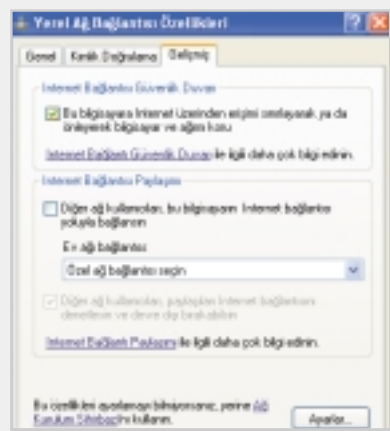 Yerel Ağ Bağlantısı Özellikleri
Genel
Kimlik Doğrulama
Gelişmiş
Internet Bağlantısı Güvenlik Duvarı
Bu bilgisayara Internet üzerinden erişimi sınırlayarak ya da
önleyerek bilgisayarı ve ağımı koru
Internet Bağlantı Güvenlik Duvarı ile ilgili daha çok bilgi edinin.
Internet Bağlantısı Paylaşımı
Diğer ağ kullanıcıları, bu bilgisayarın Internet bağlantısı
yoluyla bağlansın
Ev ağ bağlantısı:
Özel ağ bağlantısı seçin
Diğer ağ kullanıcıları, paylaşılan Internet bağlantısını
denetlesin ve devre dışı bırakabilsin
Internet Bağlantı Paylaşımı ile ilgili daha çok bilgi edinin.
Bu özellikleri ayarlamayı bilmiyorsanız, yerine Ağ
Kurulum Sihirbazı'nı kullanın.
Ayarlar...